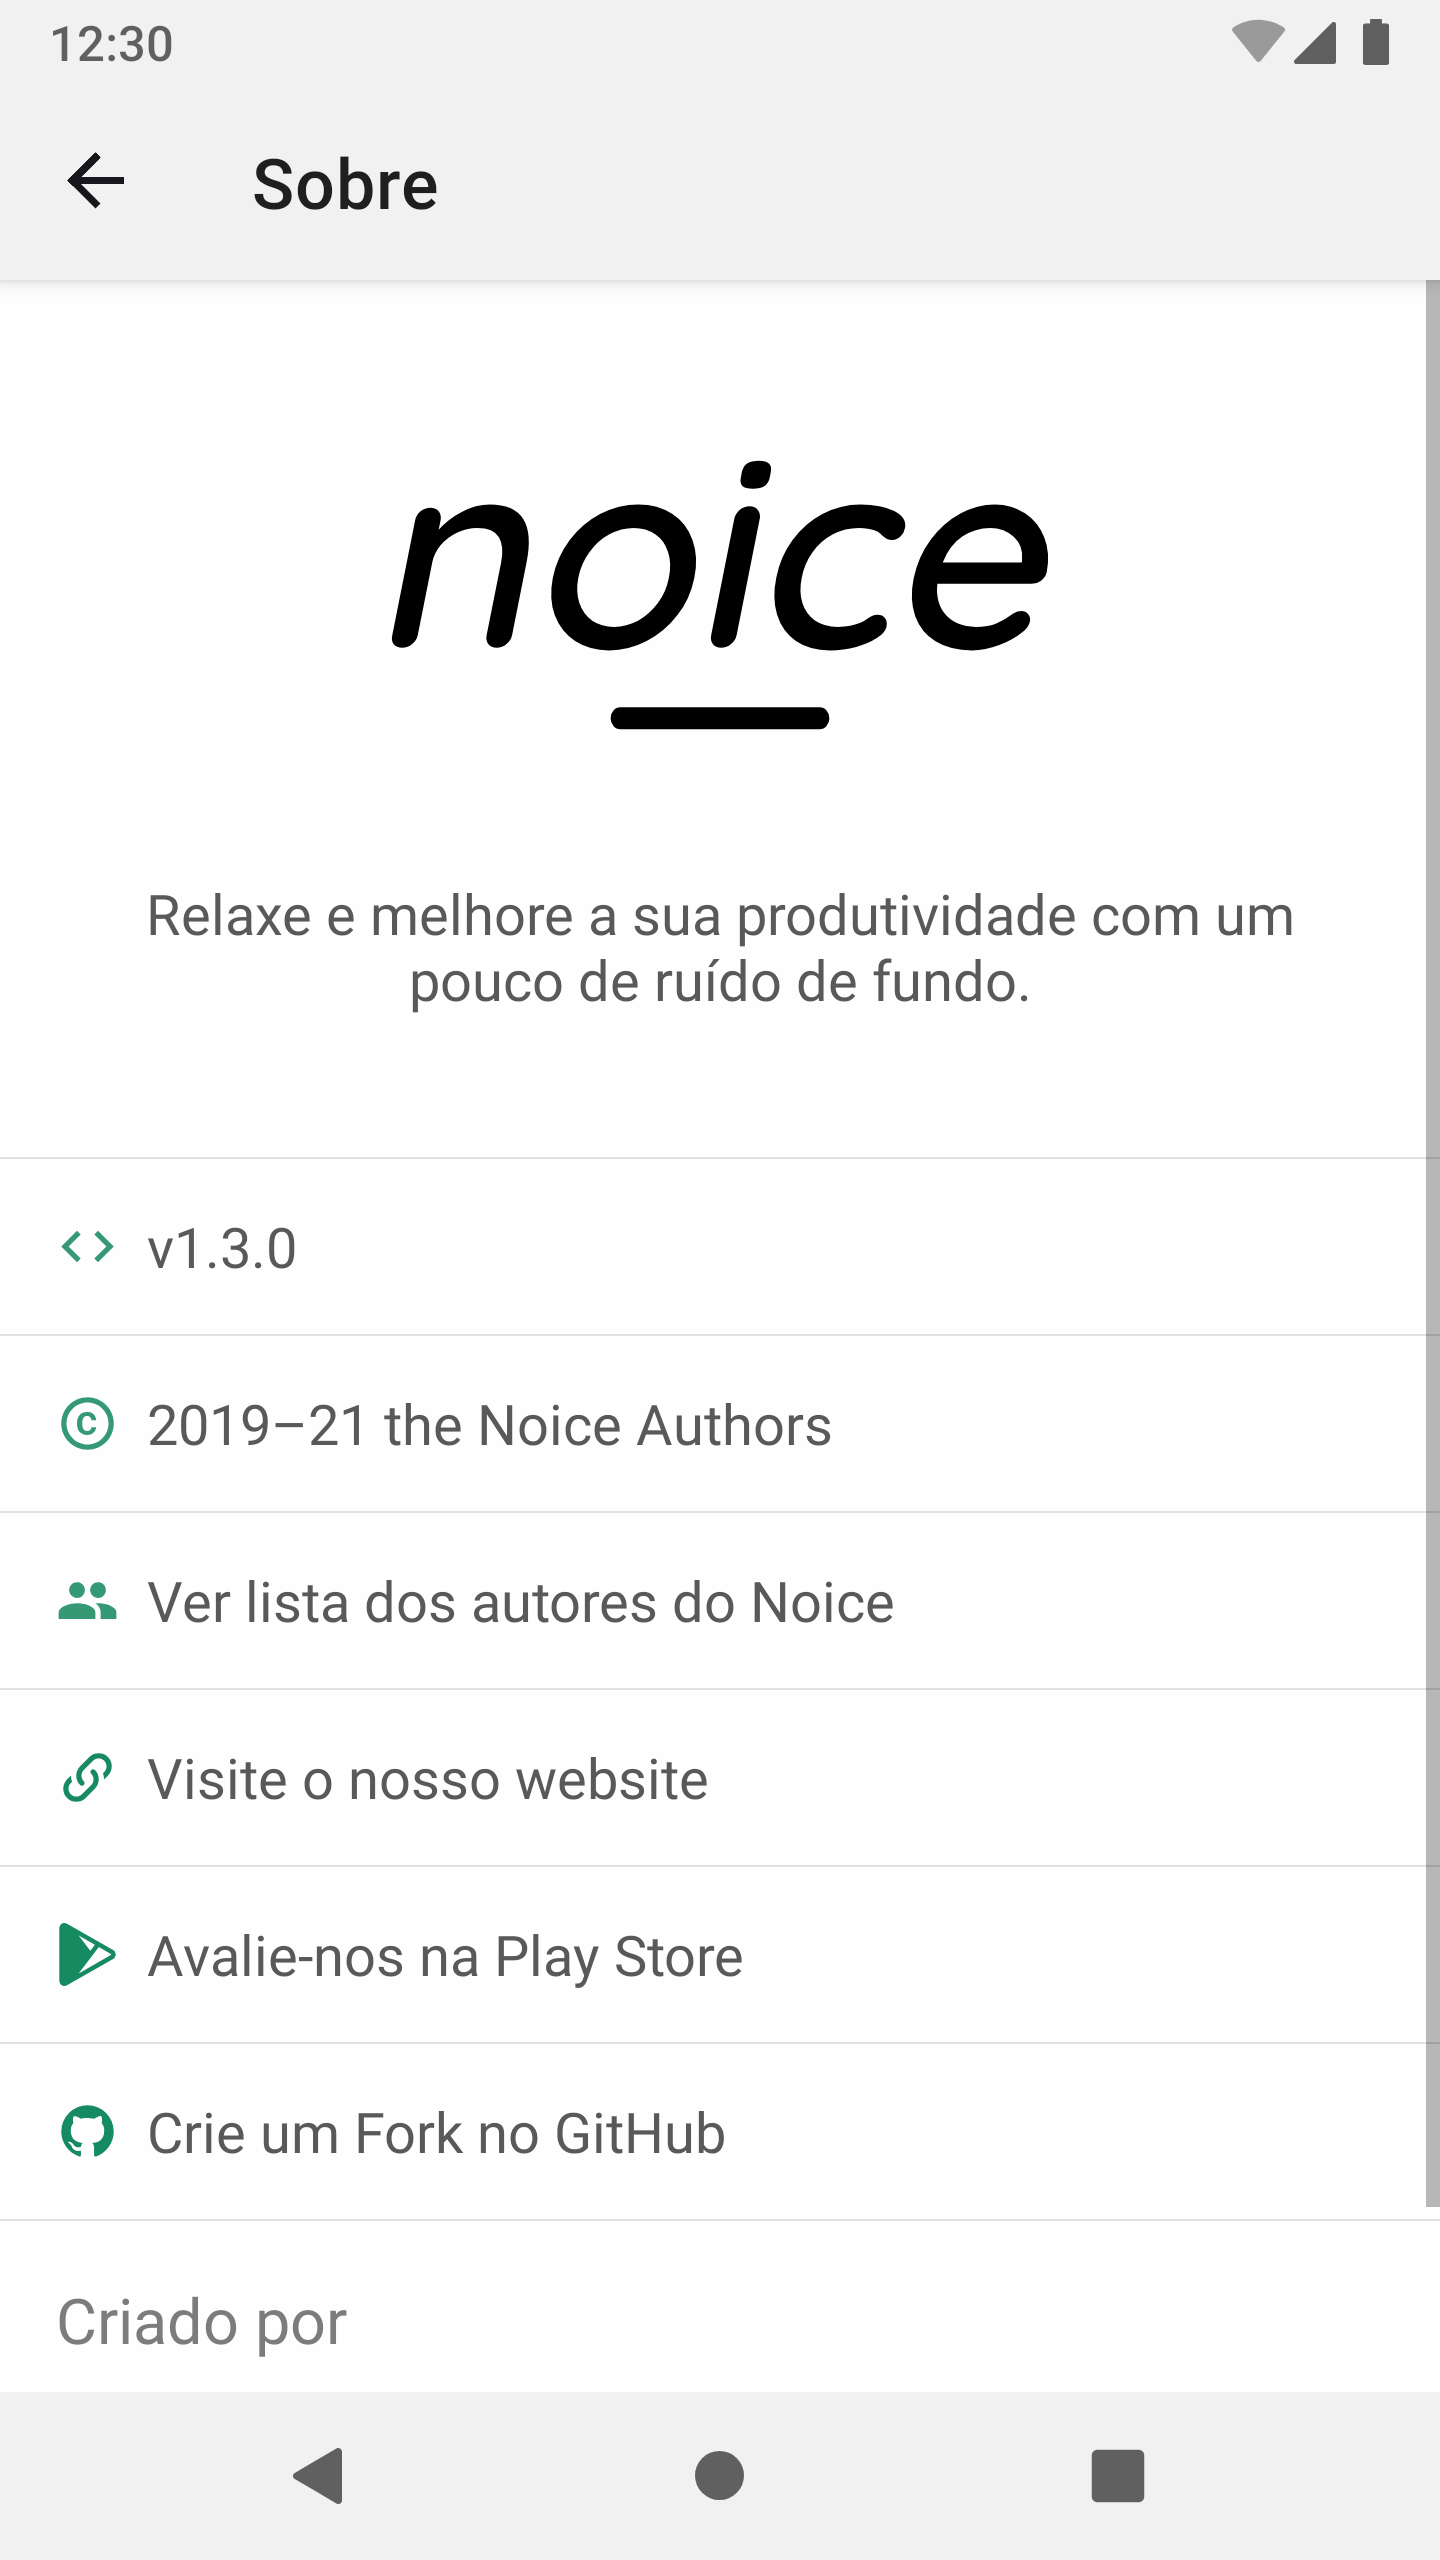 12:30
Sobre
noice
Relaxe e melhore a sua produtividade com um
pouco de ruído de fundo.
v1.3.0
2019–21 the Noice Authors
Ver lista dos autores do Noice
Visite o nosso website
Avalie-nos na Play Store
Crie um Fork no GitHub
Criado por